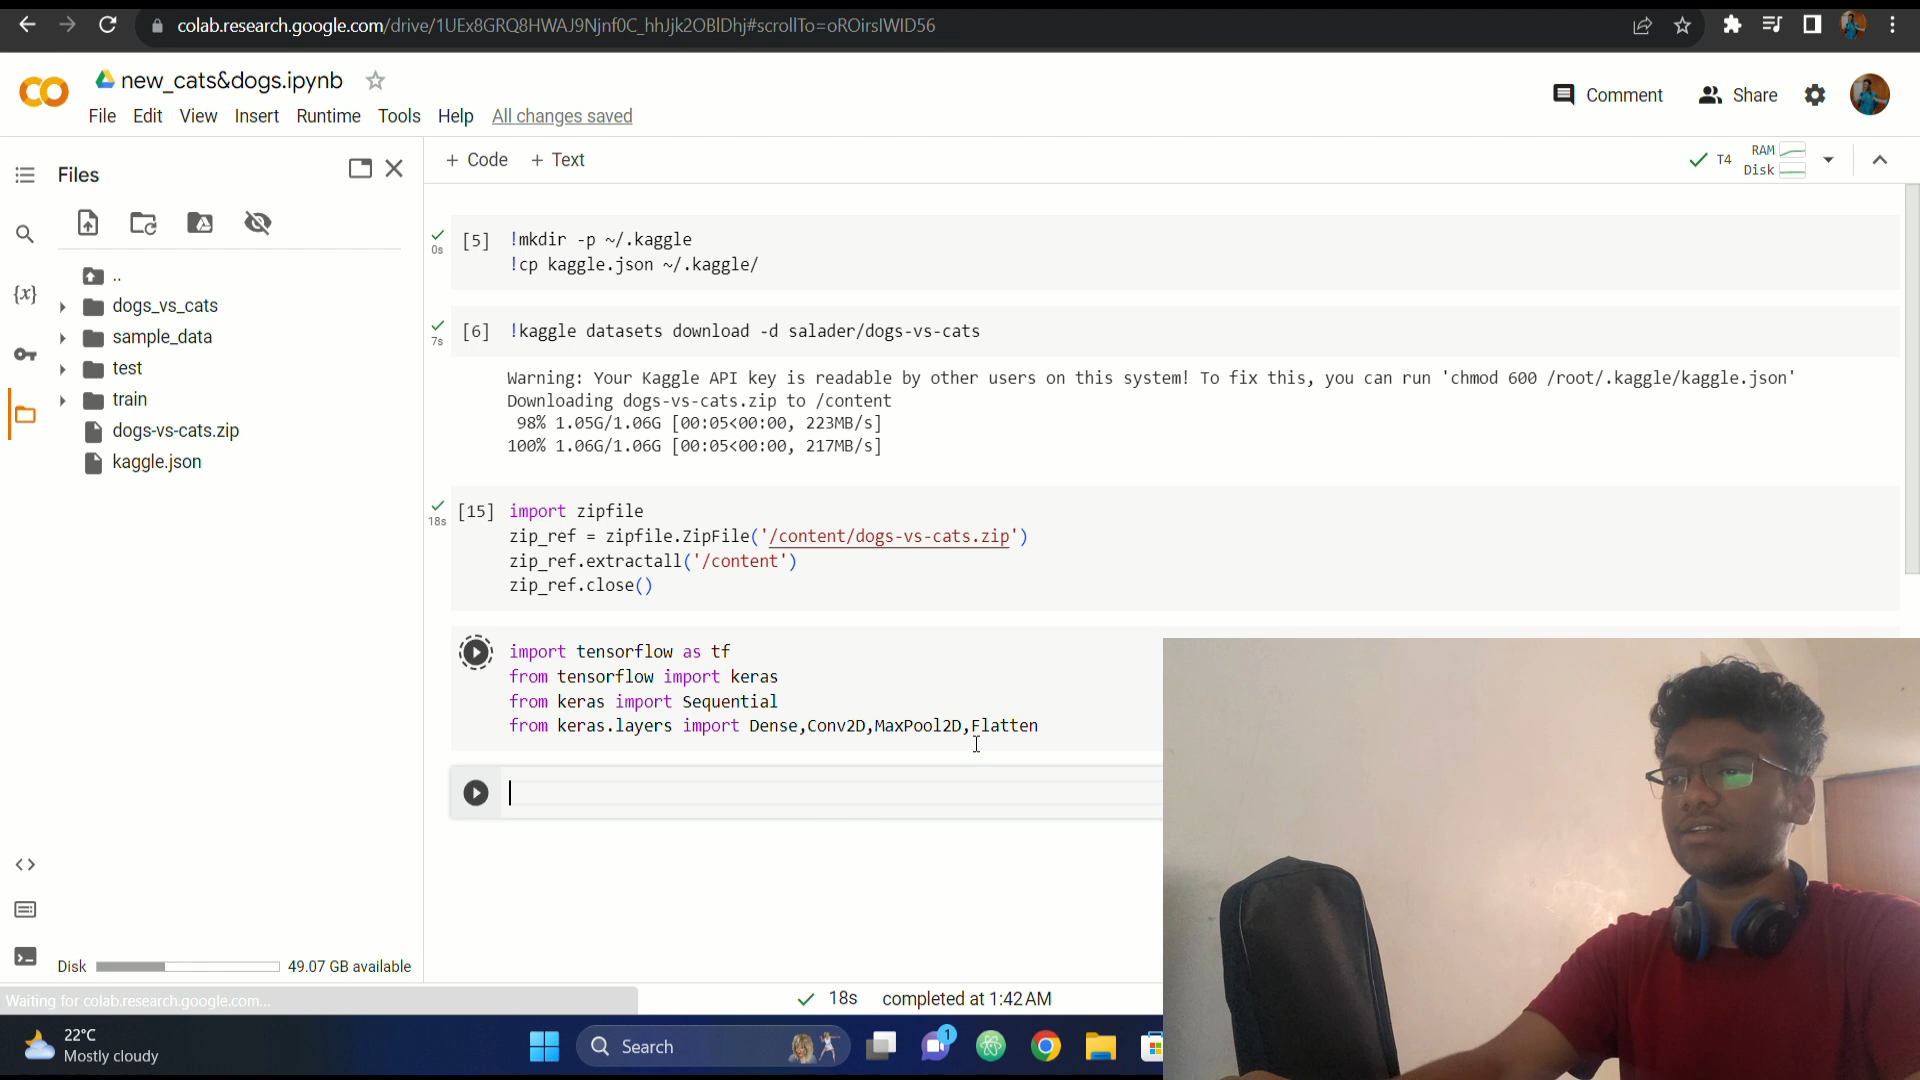 colab.research.google.com/drive/1UEx8GRQ8HWAJ9Njnf0C_hhJjk2OBlDhj#scrollTo=oROirsIWID56
new_cats&dogs.ipynb
File Edit View Insert Runtime Tools Help All changes saved
Comment Share
Files
+ Code + Text
T4 RAM
Disk
..
dogs_vs_cats
sample_data
test
train
dogs-vs-cats.zip
kaggle.json
{x}
0s [5] !mkdir -p ~/.kaggle
!cp kaggle.json ~/.kaggle/
7s [6] !kaggle datasets download -d salader/dogs-vs-cats
Warning: Your Kaggle API key is readable by other users on this system! To fix this, you can run 'chmod 600 /root/.kaggle/kaggle.json'
Downloading dogs-vs-cats.zip to /content
98% 1.05G/1.06G [00:05<00:00, 223MB/s]
100% 1.06G/1.06G [00:05<00:00, 217MB/s]
18s [15] import zipfile
zip_ref = zipfile.ZipFile('/content/dogs-vs-cats.zip')
zip_ref.extractall('/content')
zip_ref.close()
import tensorflow as tf
from tensorflow import keras
from keras import Sequential
from keras.layers import Dense,Conv2D,MaxPool2D,Flatten
Disk 49.07 GB available
Waiting for colab.research.google.com...
18s completed at 1:42 AM
22°C
Mostly cloudy
Search
1